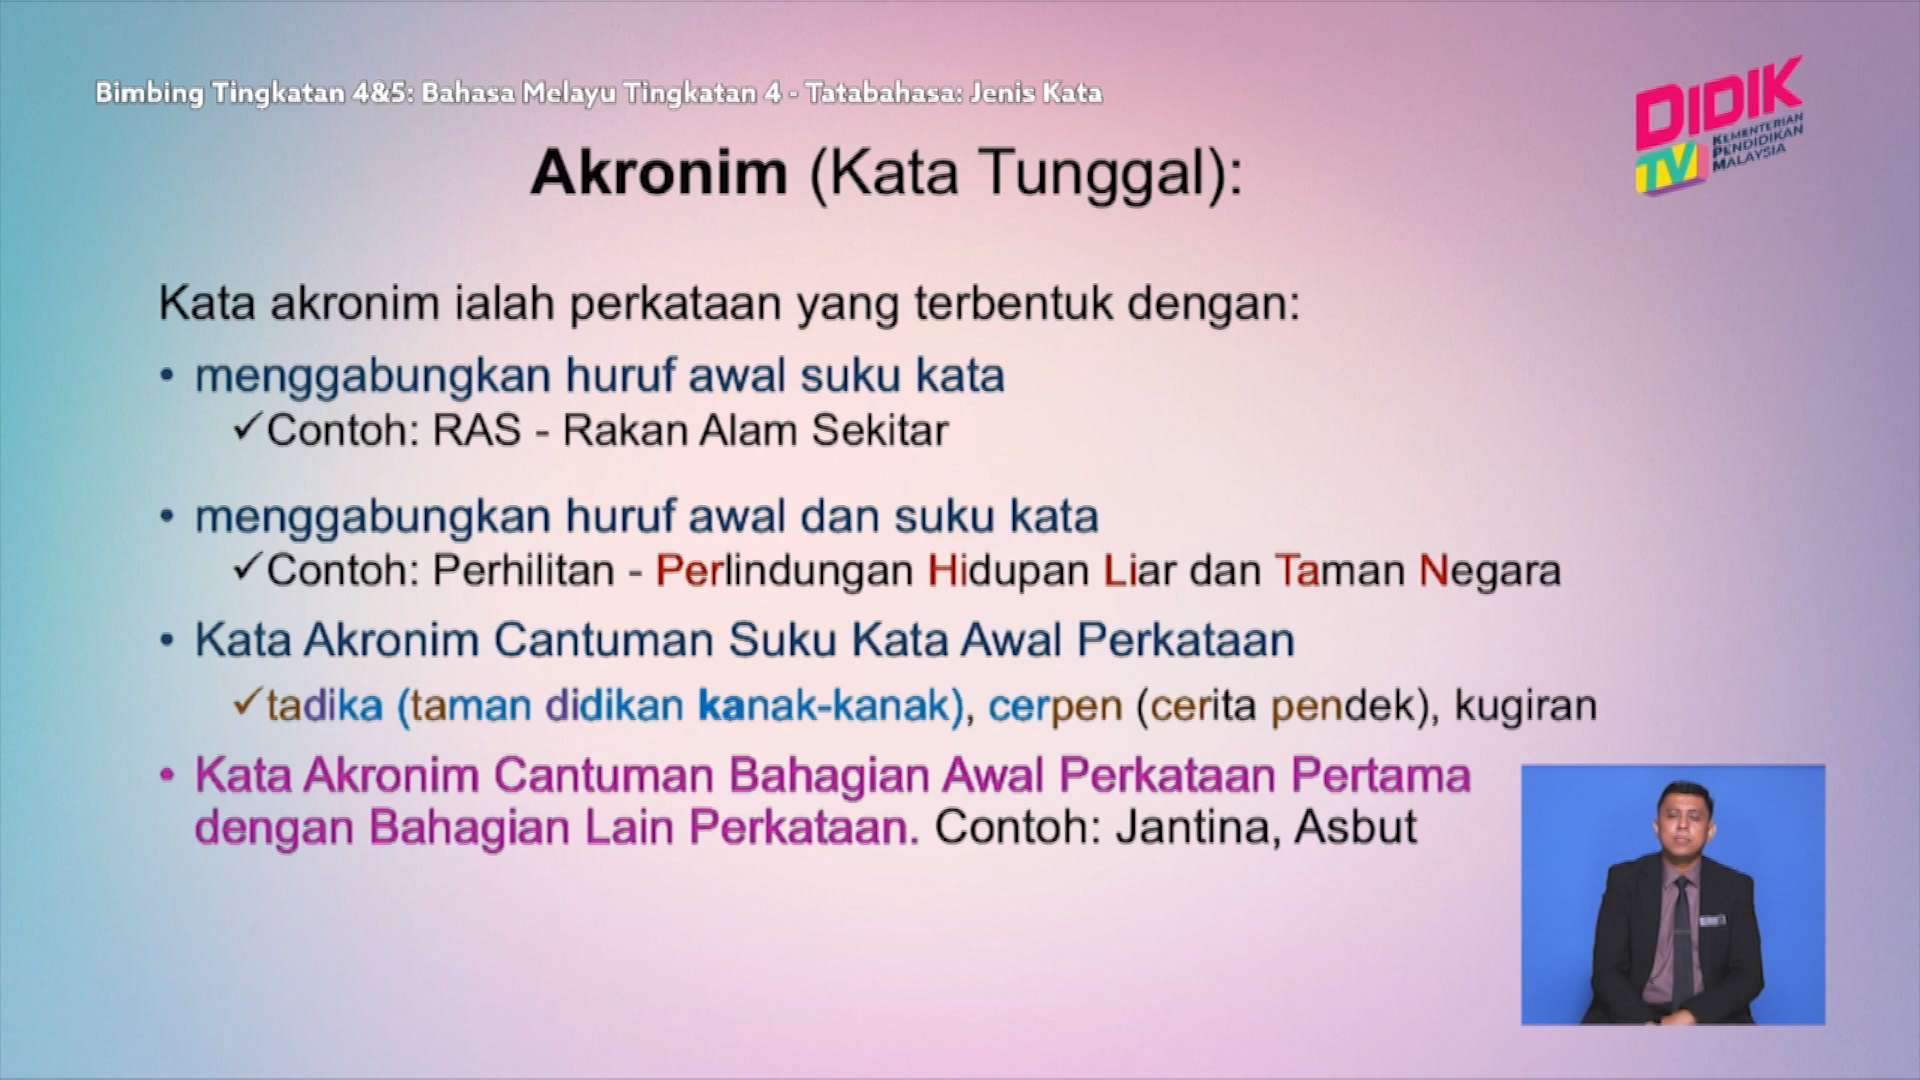 Bimbing Tingkatan 4&5: Bahasa Melayu Tingkatan 4 - Tatabahasa: Jenis Kata
DIDIK
TV
KEMENTERIAN
PENDIDIKAN
MALAYSIA
Akronim (Kata Tunggal):
Kata akronim ialah perkataan yang terbentuk dengan:
• menggabungkan huruf awal suku kata
✓Contoh: RAS - Rakan Alam Sekitar
• menggabungkan huruf awal dan suku kata
✓Contoh: Perhilitan - Perlindungan Hidupan Liar dan Taman Negara
• Kata Akronim Cantuman Suku Kata Awal Perkataan
✓tadika (taman didikan kanak-kanak), cerpen (cerita pendek), kugiran
• Kata Akronim Cantuman Bahagian Awal Perkataan Pertama
dengan Bahagian Lain Perkataan. Contoh: Jantina, Asbut